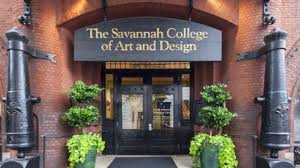 The Savannah College
of Art and Design